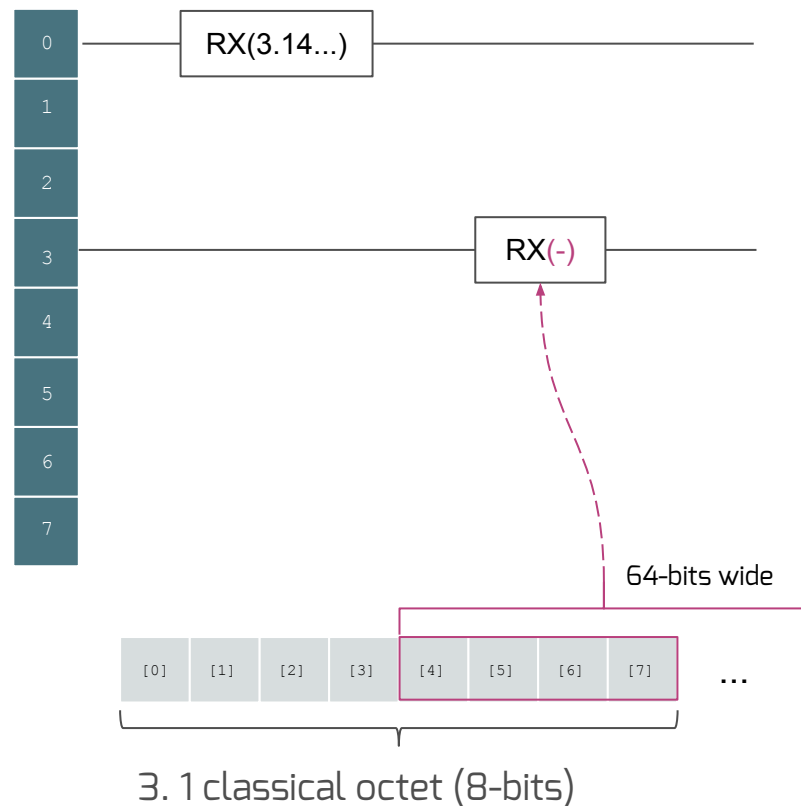 0
RX(3.14...)
1
2
3
RX(-)
4
5
6
7
64-bits wide
[0] [1] [2] [3] [4] [5] [6] [7] ...
3. 1 classical octet (8-bits)